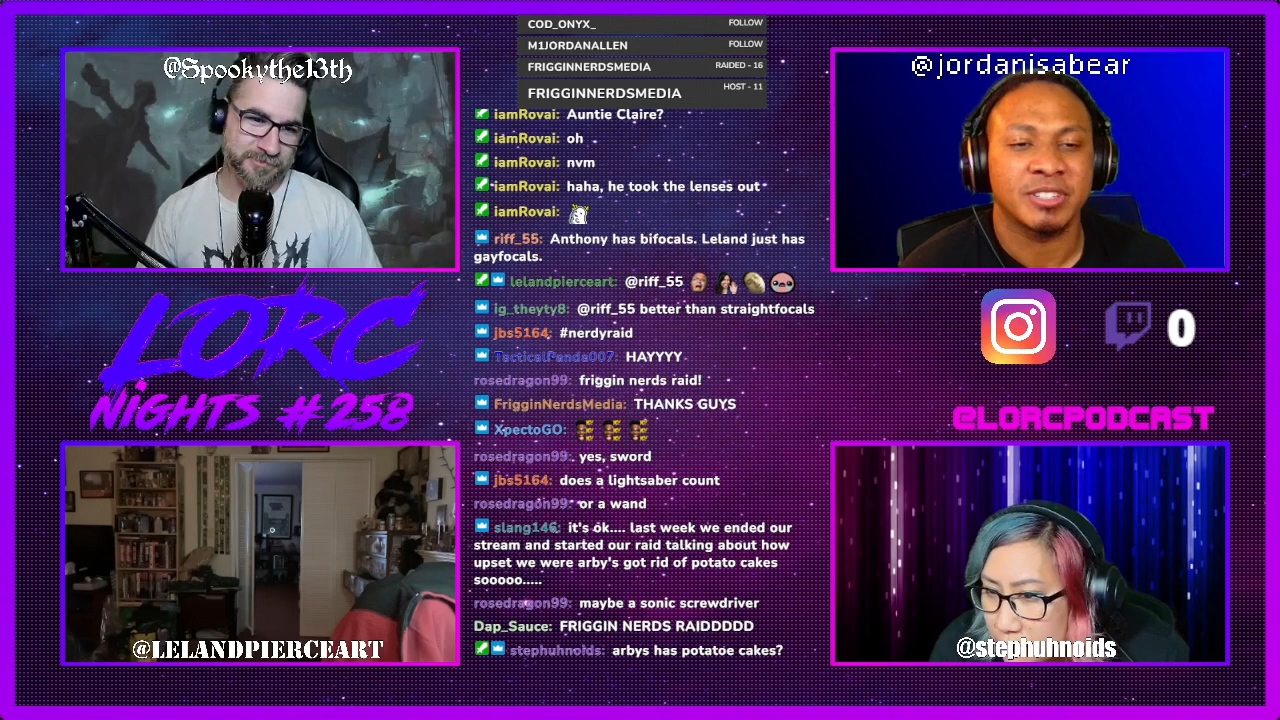 COD_ONYX_ FOLLOW
M1JORDANALLEN FOLLOW
FRIGGINNERDSMEDIA RAIDED - 16
FRIGGINNERDSMEDIA HOST - 11
@Spookythe13th
@jordanisabear
iamRovai: Auntie Claire?
iamRovai: oh
iamRovai: nvm
iamRovai: haha, he took the lenses out
iamRovai:
riff_55: Anthony has bifocals. Leland just has
gayfocals.
lelandpierceart: @riff_55
ig_theyty8: @riff_55 better than straightfocals
jbs5164: #nerdyraid
TacticalPanda007: HAYYYY
rosedragon99: friggin nerds raid!
FrigginNerdsMedia: THANKS GUYS
XpectoGO:
rosedragon99: yes, sword
jbs5164: does a lightsaber count
rosedragon99: or a wand
slang146: it's ok.... last week we ended our
stream and started our raid talking about how
upset we were arby's got rid of potato cakes
sooooo.....
rosedragon99: maybe a sonic screwdriver
Dap_Sauce: FRIGGIN NERDS RAIDDDDD
stephuhnoids: arbys has potatoe cakes?
LORC
NIGHTS #258
0
@LORCPODCAST
@LELANDPIERCEART
@stephuhnoids